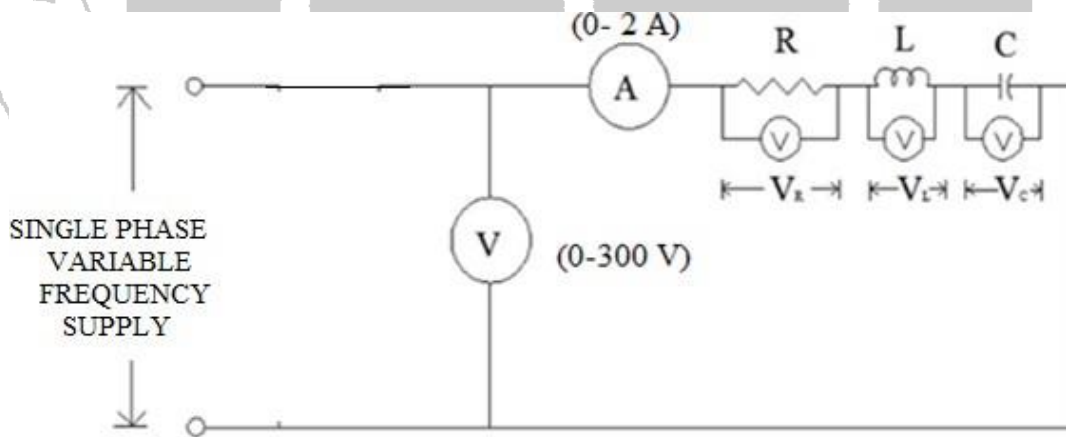 (0- 2 A)
R
L
C
A
V
V
V
V_R
V_L
V_C
SINGLE PHASE
VARIABLE
FREQUENCY
SUPPLY
V
(0-300 V)